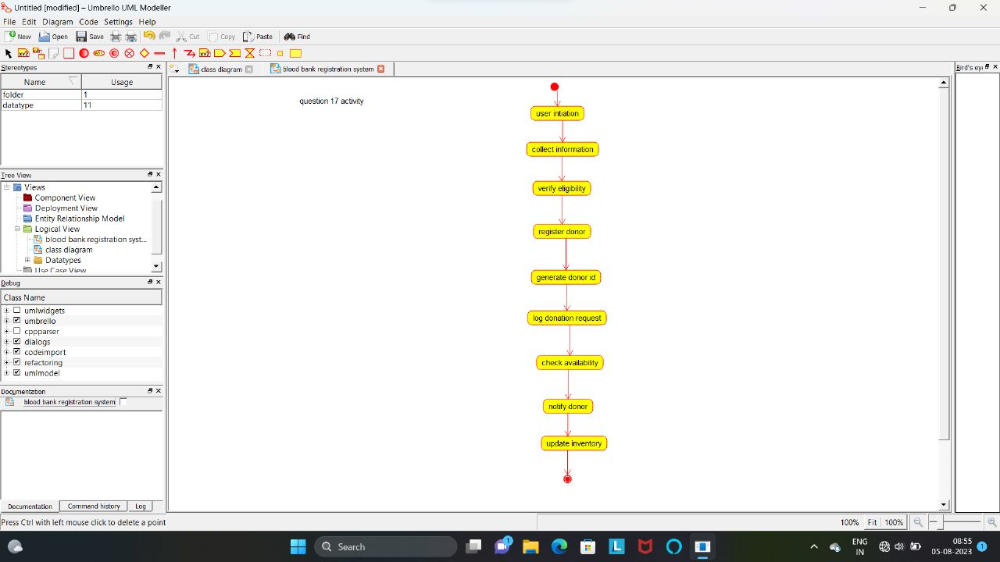 Untitled [modified] – Umbrello UML Modeller
File Edit Diagram Code Settings Help
New Open Save Cut Copy Paste Find
Stereotypes
class diagram
blood bank registration system
Bird's ey
Name Usage
folder 1
datatype 11
Tree View
Views
Component View
Deployment View
Entity Relationship Model
Logical View
blood bank registration syst...
class diagram
Datatypes
Use Case View
Debug
Class Name
umlwidgets
umbrello
cppparser
dialogs
codeimport
refactoring
umlmodel
Documentation
blood bank registration system
Documentation Command history Log
question 17 activity
user intiation
collect information
verify eligibility
register donor
generate donor id
log donation request
check availability
notify donor
update inventory
Press Ctrl with left mouse click to delete a point
100% Fit 100%
Search
1
ENG
IN
08:55
05-08-2023
1